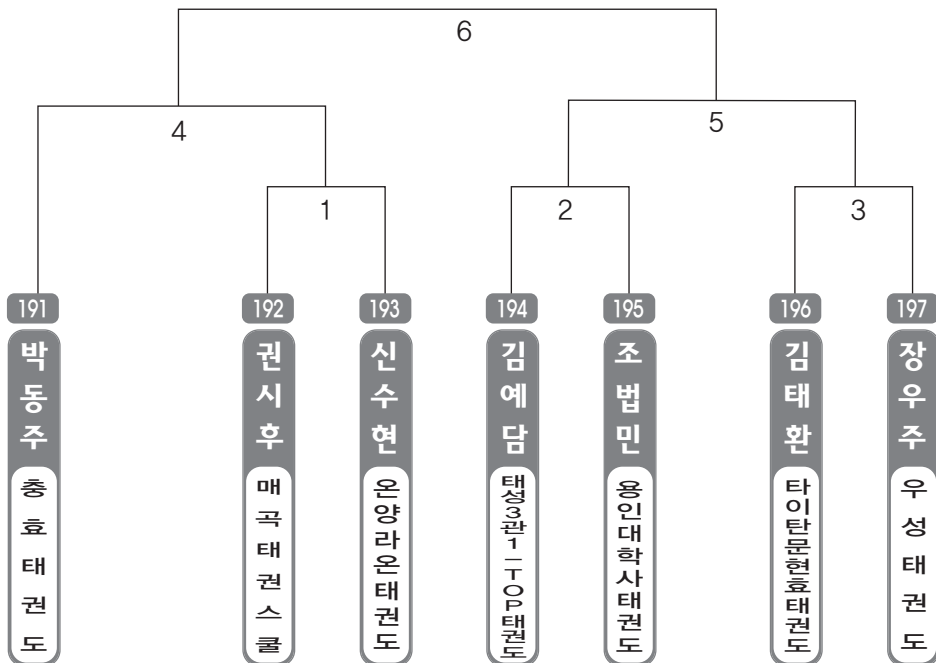 6
4
5
1
2
3
191
192
193
194
195
196
197
박동주
권시후
신수현
김예담
조법민
김태환
장우주
충효태권도
매곡태권스쿨
온양라온태권도
태성3관1-TOP태권도
용인대학사태권도
타이탄문현효태권도
우성태권도